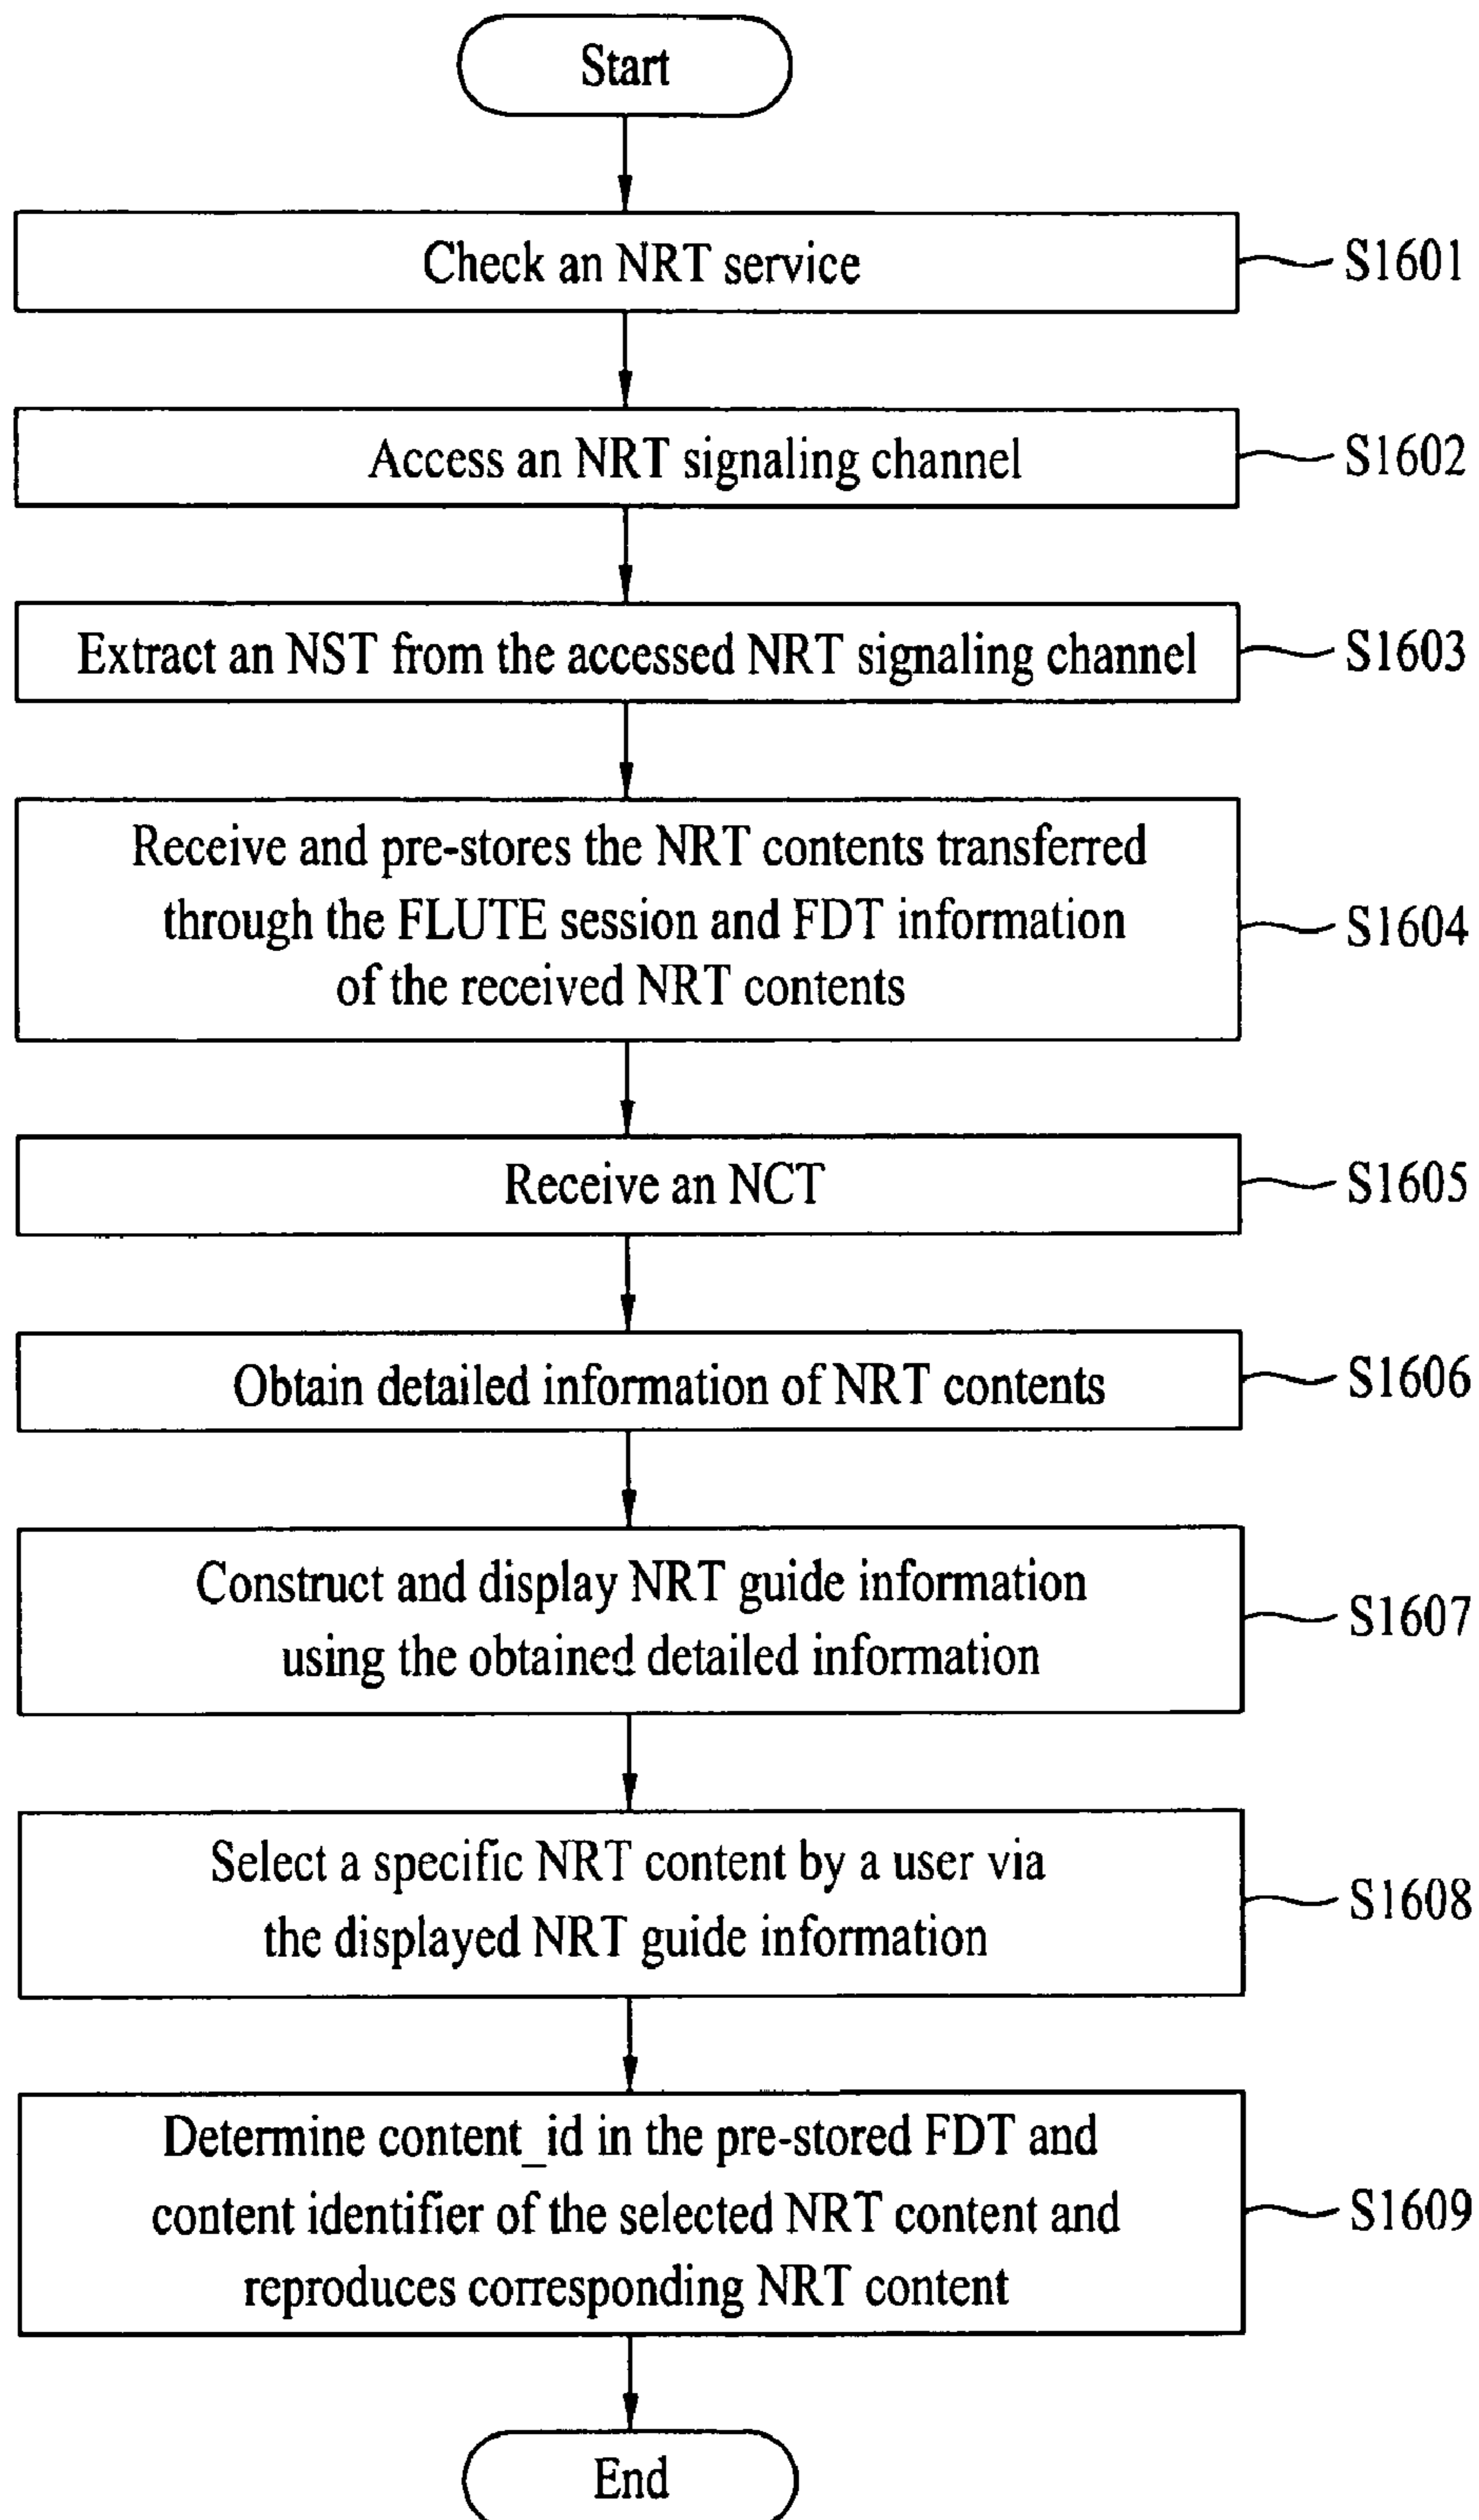 Start
Check an NRT service
S1601
Access an NRT signaling channel
S1602
Extract an NST from the accessed NRT signaling channel
S1603
Receive and pre-stores the NRT contents transferred
through the FLUTE session and FDT information
of the received NRT contents
S1604
Receive an NCT
S1605
Obtain detailed information of NRT contents
S1606
Construct and display NRT guide information
using the obtained detailed information
S1607
Select a specific NRT content by a user via
the displayed NRT guide information
S1608
Determine content_id in the pre-stored FDT and
content identifier of the selected NRT content and
reproduces corresponding NRT content
S1609
End